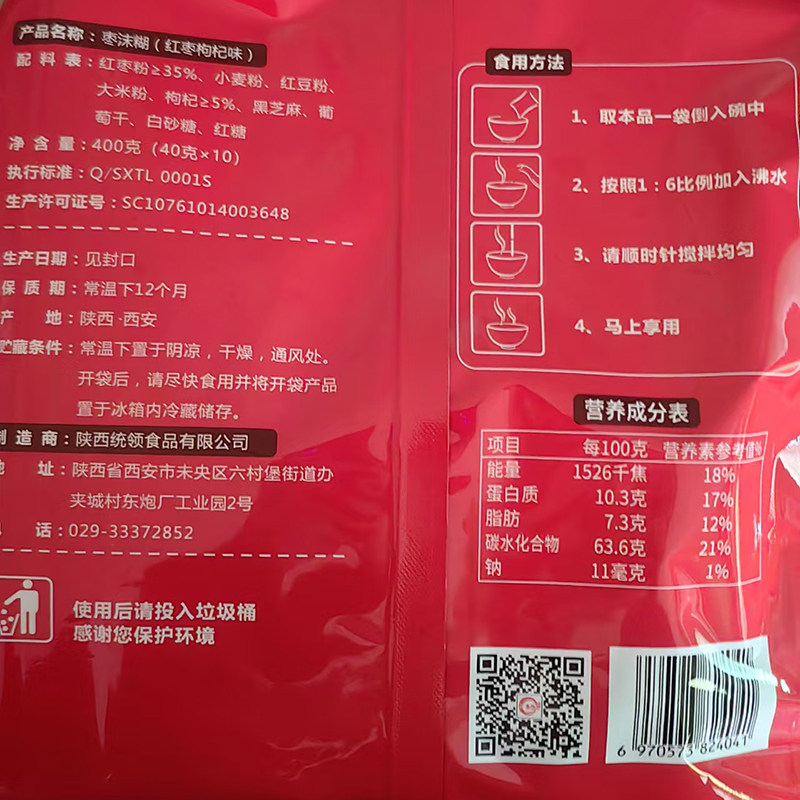 产品名称：枣沫糊（红枣枸杞味）
配 料 表：红枣粉≥35%、小麦粉、红豆粉、
大米粉、枸杞≥5%、黑芝麻、葡
萄干、白砂糖、红糖
净 含 量：400克（40克×10）
执行标准：Q/SXTL 0001S
生产许可证号：SC10761014003648
生产日期：见封口
保 质 期：常温下12个月
产 地：陕西·西安
贮藏条件：常温下置于阴凉，干燥，通风处。
开袋后，请尽快食用并将开袋产品
置于冰箱内冷藏储存。
制 造 商：陕西统领食品有限公司
址：陕西省西安市未央区六村堡街道办
夹城村东炮厂工业园2号
话：029-33372852
使用后请投入垃圾桶
感谢您保护环境
食用方法
1、取本品一袋倒入碗中
2、按照1：6比例加入沸水
3、请顺时针搅拌均匀
4、马上享用
营养成分表
项目 每100克 营养素参考值%
能量 1526千焦 18%
蛋白质 10.3克 17%
脂肪 7.3克 12%
碳水化合物 63.6克 21%
钠 11毫克 1%
6 970573 824041